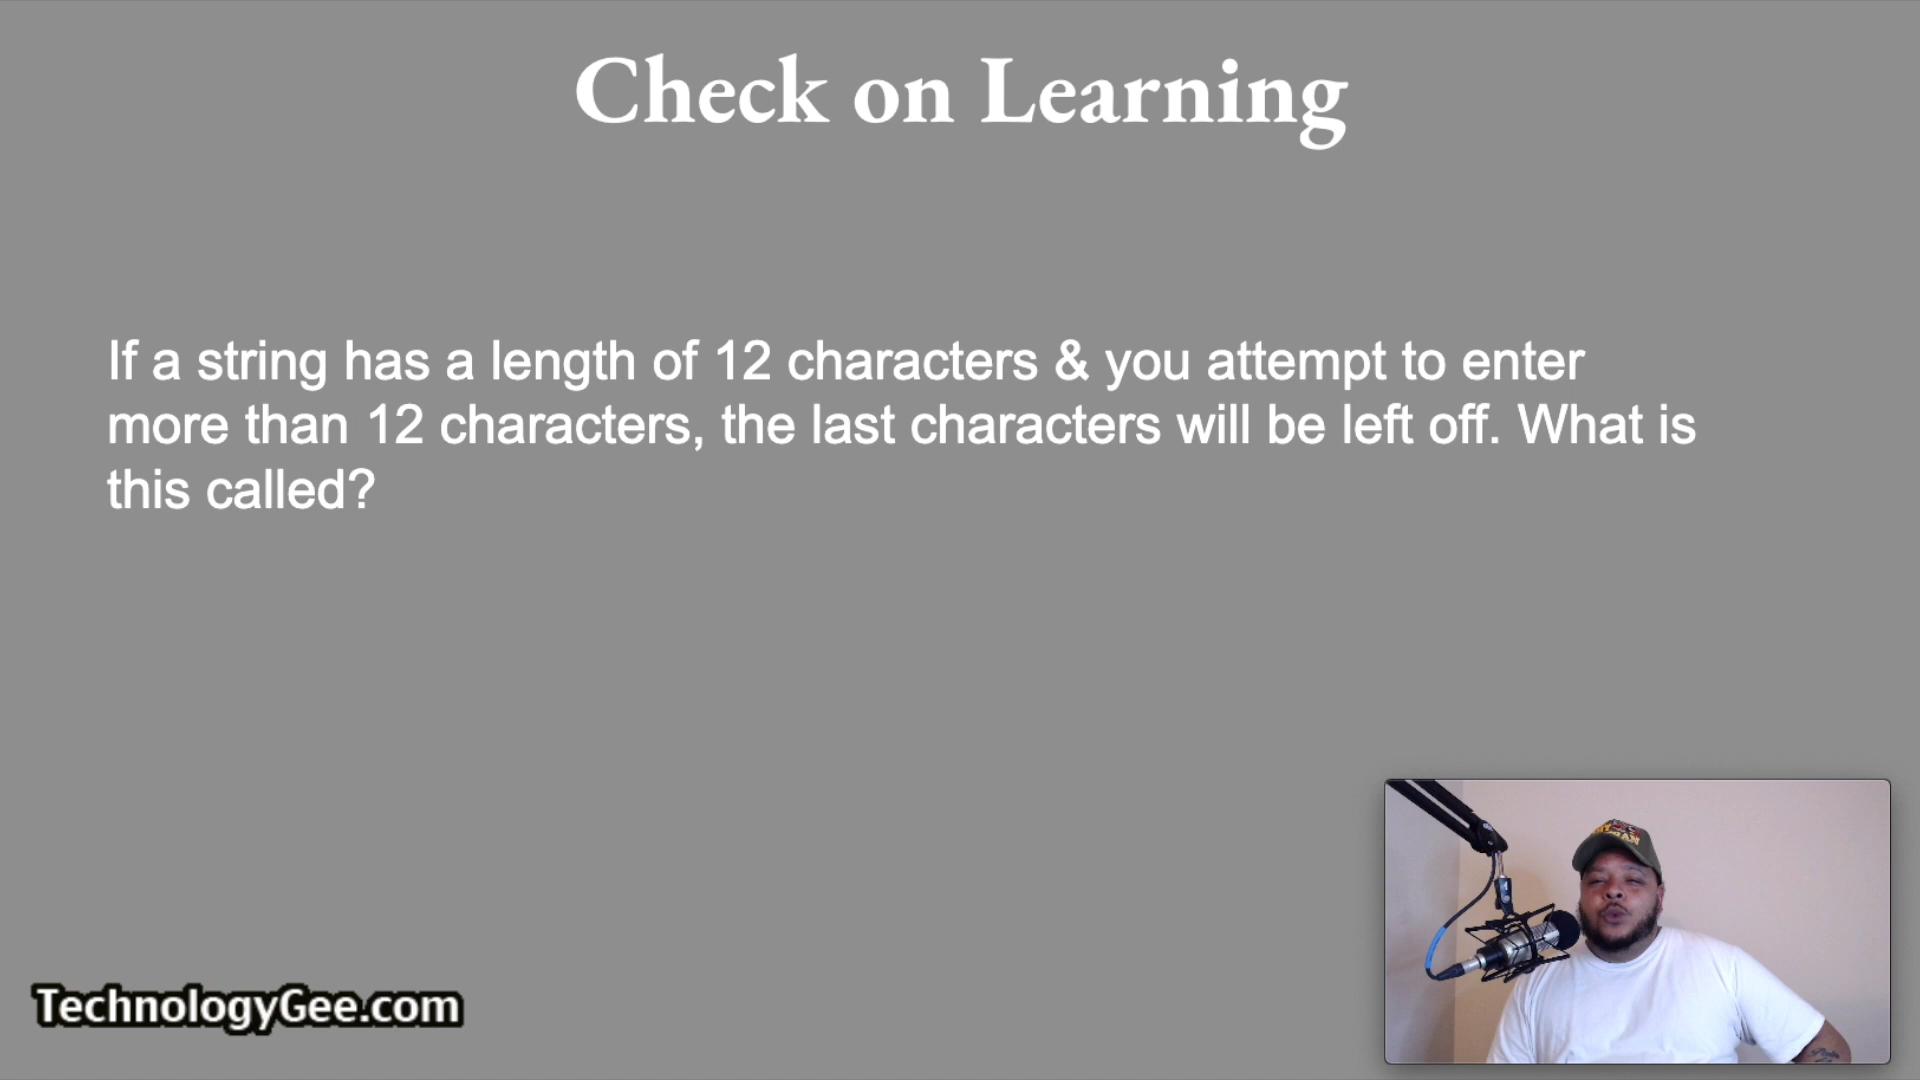 Check on Learning
If a string has a length of 12 characters & you attempt to enter
more than 12 characters, the last characters will be left off. What is
this called?
TechnologyGee.com